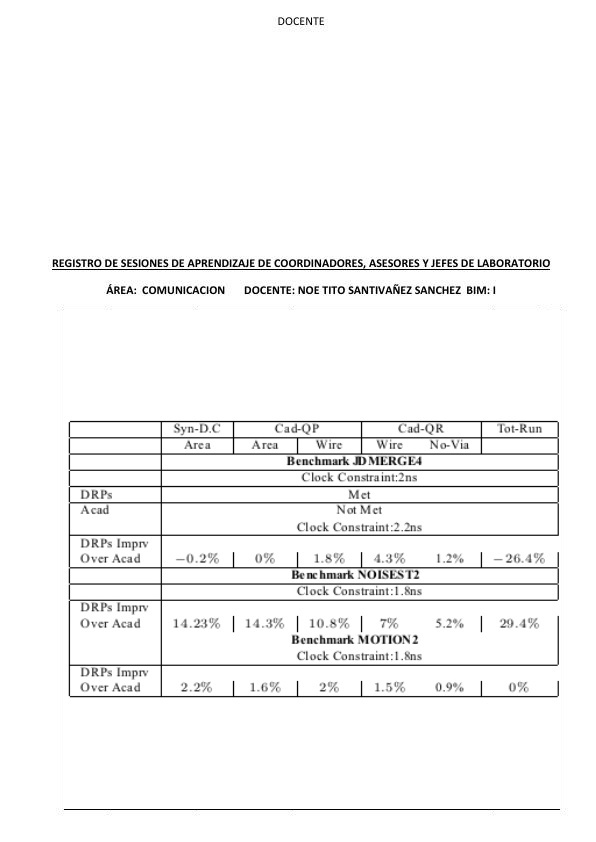 DOCENTE
REGISTRO DE SESIONES DE APRENDIZAJE DE COORDINADORES, ASESORES Y JEFES DE LABORATORIO
ÁREA: COMUNICACION DOCENTE: NOE TITO SANTIVAÑEZ SANCHEZ BIM: I
Syn-D.C Cad-QP Cad-QR Tot-Run
Area Area Wire Wire No-Via
Benchmark JDMERGE4
Clock Constraint:2ns
DRPs Met
Acad Not Met
Clock Constraint:2.2ns
DRPs Imprv
Over Acad −0.2% 0% 1.8% 4.3% 1.2% −26.4%
Benchmark NOISEST2
Clock Constraint:1.8ns
DRPs Imprv
Over Acad 14.23% 14.3% 10.8% 7% 5.2% 29.4%
Benchmark MOTION2
Clock Constraint:1.8ns
DRPs Imprv
Over Acad 2.2% 1.6% 2% 1.5% 0.9% 0%